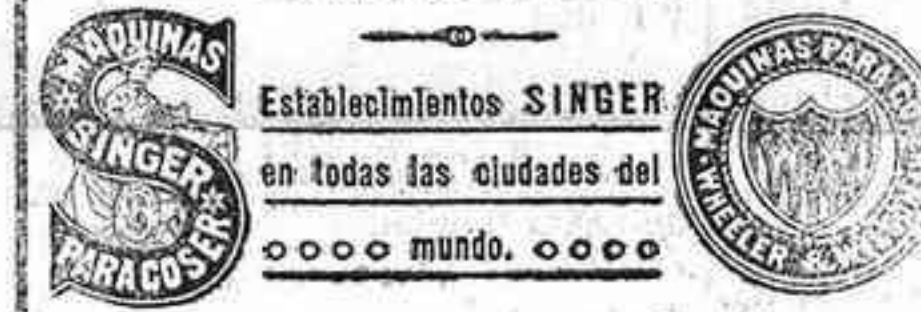 MAQUINAS
SINGER
PARA COSER
Establecimientos SINGER
en todas las ciudades del
o o o o mundo. o o o o
MAQUINAS PARA
WHEELER &